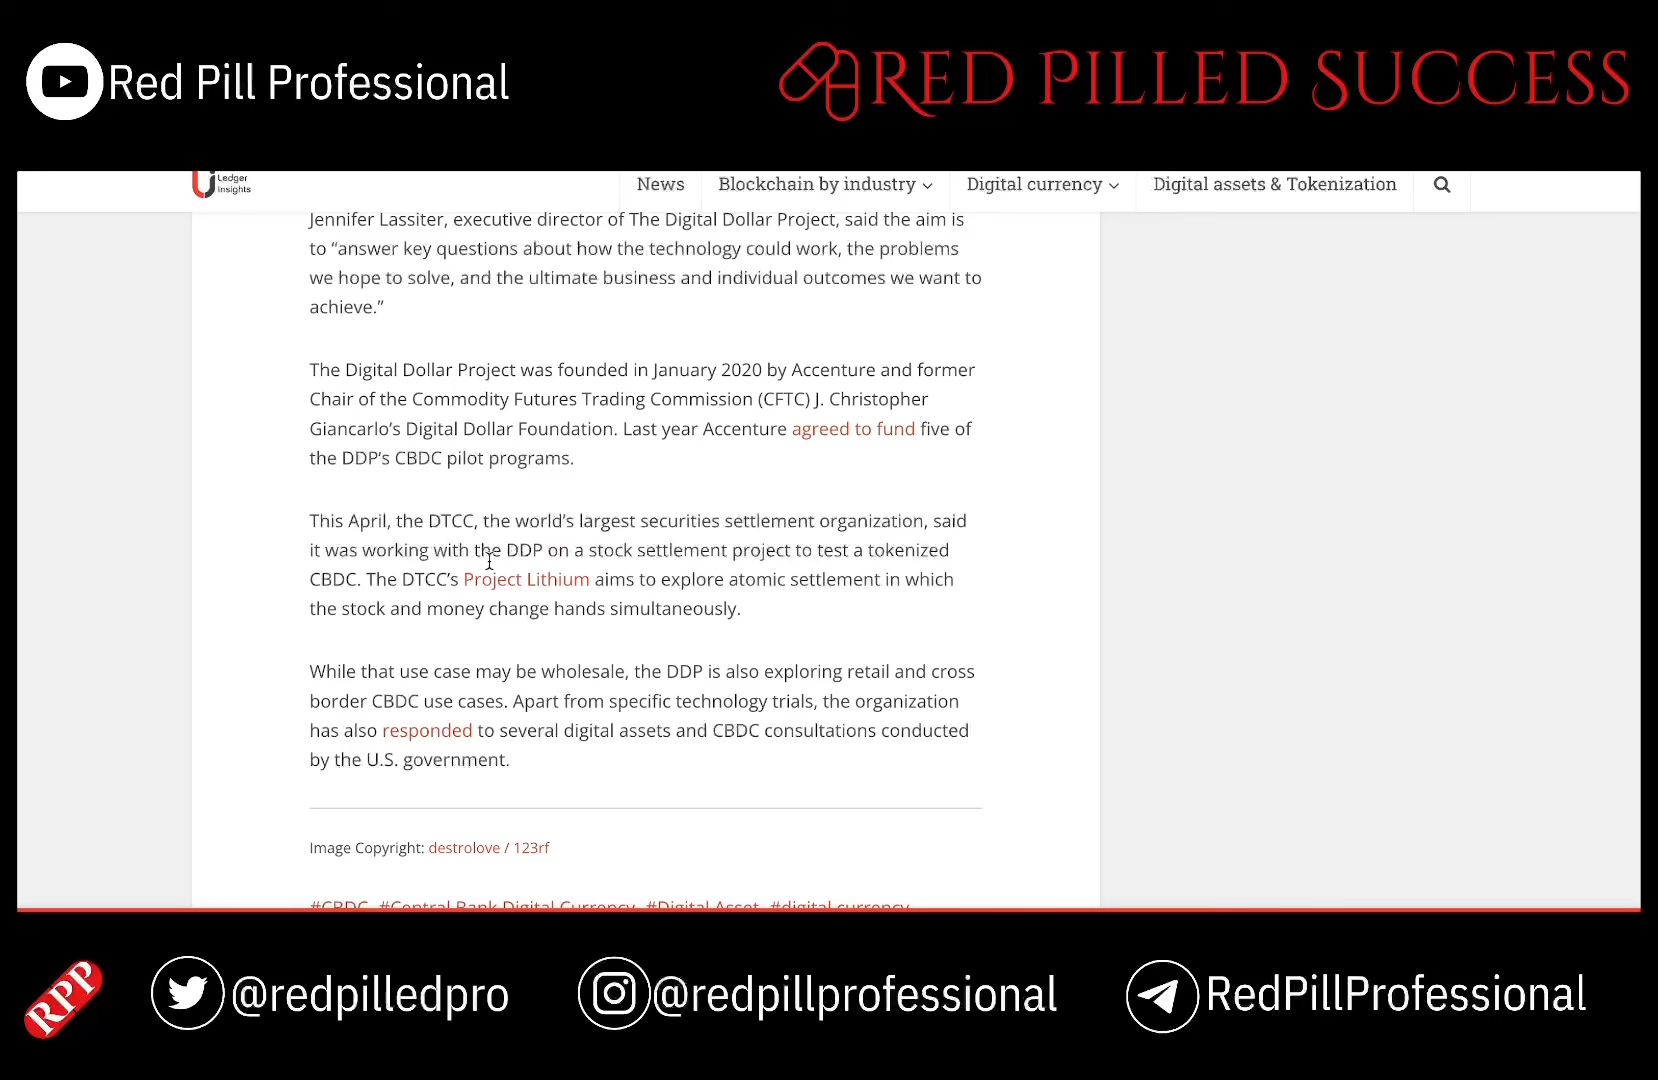 Red Pill Professional
RED PILLED SUCCESS
Ledger
Insights
News
Blockchain by industry
Digital currency
Digital assets & Tokenization
Jennifer Lassiter, executive director of The Digital Dollar Project, said the aim is
to “answer key questions about how the technology could work, the problems
we hope to solve, and the ultimate business and individual outcomes we want to
achieve.”
The Digital Dollar Project was founded in January 2020 by Accenture and former
Chair of the Commodity Futures Trading Commission (CFTC) J. Christopher
Giancarlo’s Digital Dollar Foundation. Last year Accenture agreed to fund five of
the DDP’s CBDC pilot programs.
This April, the DTCC, the world’s largest securities settlement organization, said
it was working with the DDP on a stock settlement project to test a tokenized
CBDC. The DTCC’s Project Lithium aims to explore atomic settlement in which
the stock and money change hands simultaneously.
While that use case may be wholesale, the DDP is also exploring retail and cross
border CBDC use cases. Apart from specific technology trials, the organization
has also responded to several digital assets and CBDC consultations conducted
by the U.S. government.
Image Copyright: destrolove / 123rf
#CBDC #Central Bank Digital Currency #Digital Asset #digital currency
RPP
@redpilledpro
@redpillprofessional
RedPillProfessional